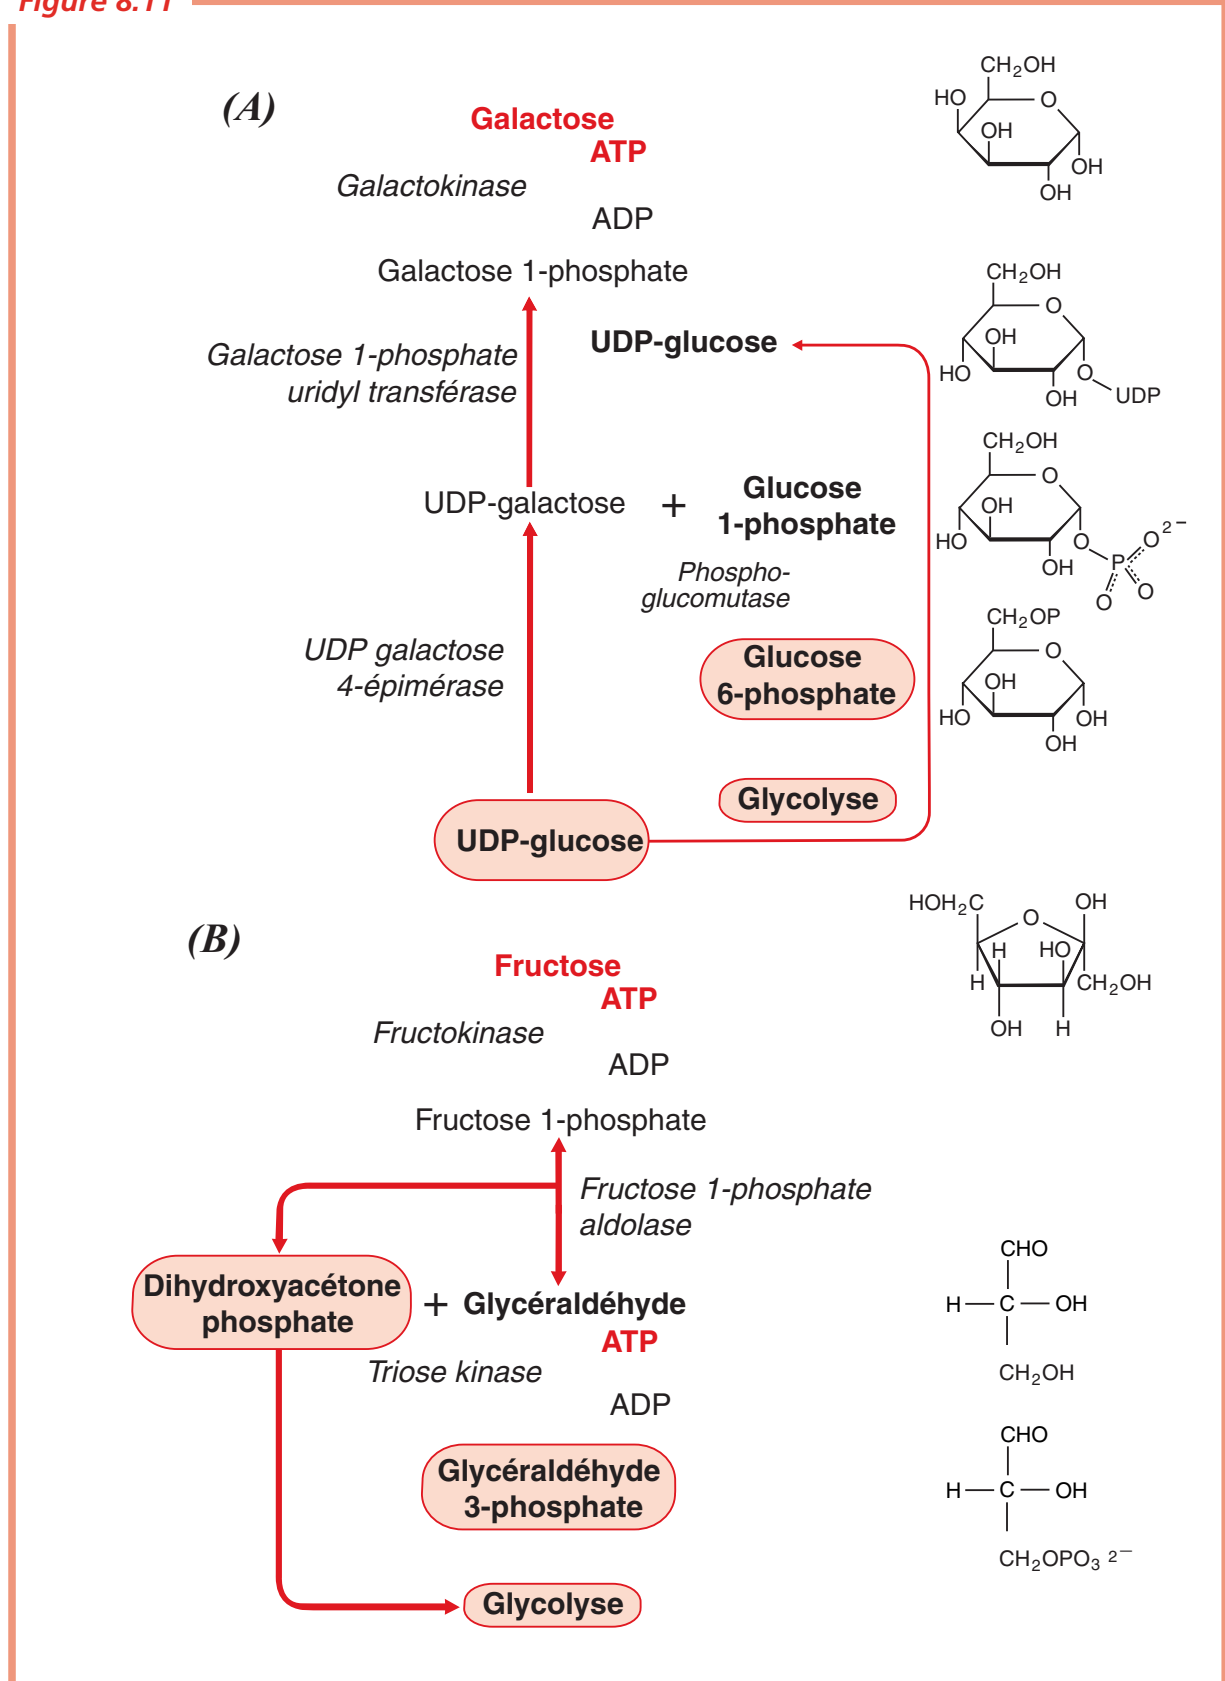 Figure 8.11
(A)
Galactose
ATP
Galactokinase
ADP
Galactose 1-phosphate
UDP-glucose
Galactose 1-phosphate
uridyl transférase
UDP-galactose + Glucose
1-phosphate
Phospho-
glucomutase
UDP galactose
4-épimérase
Glucose
6-phosphate
Glycolyse
UDP-glucose
CH2OH
HO
O
OH
OH
OH
CH2OH
O
OH
HO
O
OH
UDP
CH2OH
O
OH
HO
O
OH
P
O2−
O
O
CH2OP
O
OH
HO
OH
OH
(B)
Fructose
ATP
Fructokinase
ADP
Fructose 1-phosphate
Fructose 1-phosphate
aldolase
Dihydroxyacétone
phosphate
+ Glycéraldéhyde
ATP
Triose kinase
ADP
Glycéraldéhyde
3-phosphate
Glycolyse
HOH2C
O
OH
H
HO
H
CH2OH
OH
H
CHO
H—C—OH
CH2OH
CHO
H—C—OH
CH2OPO3 2−